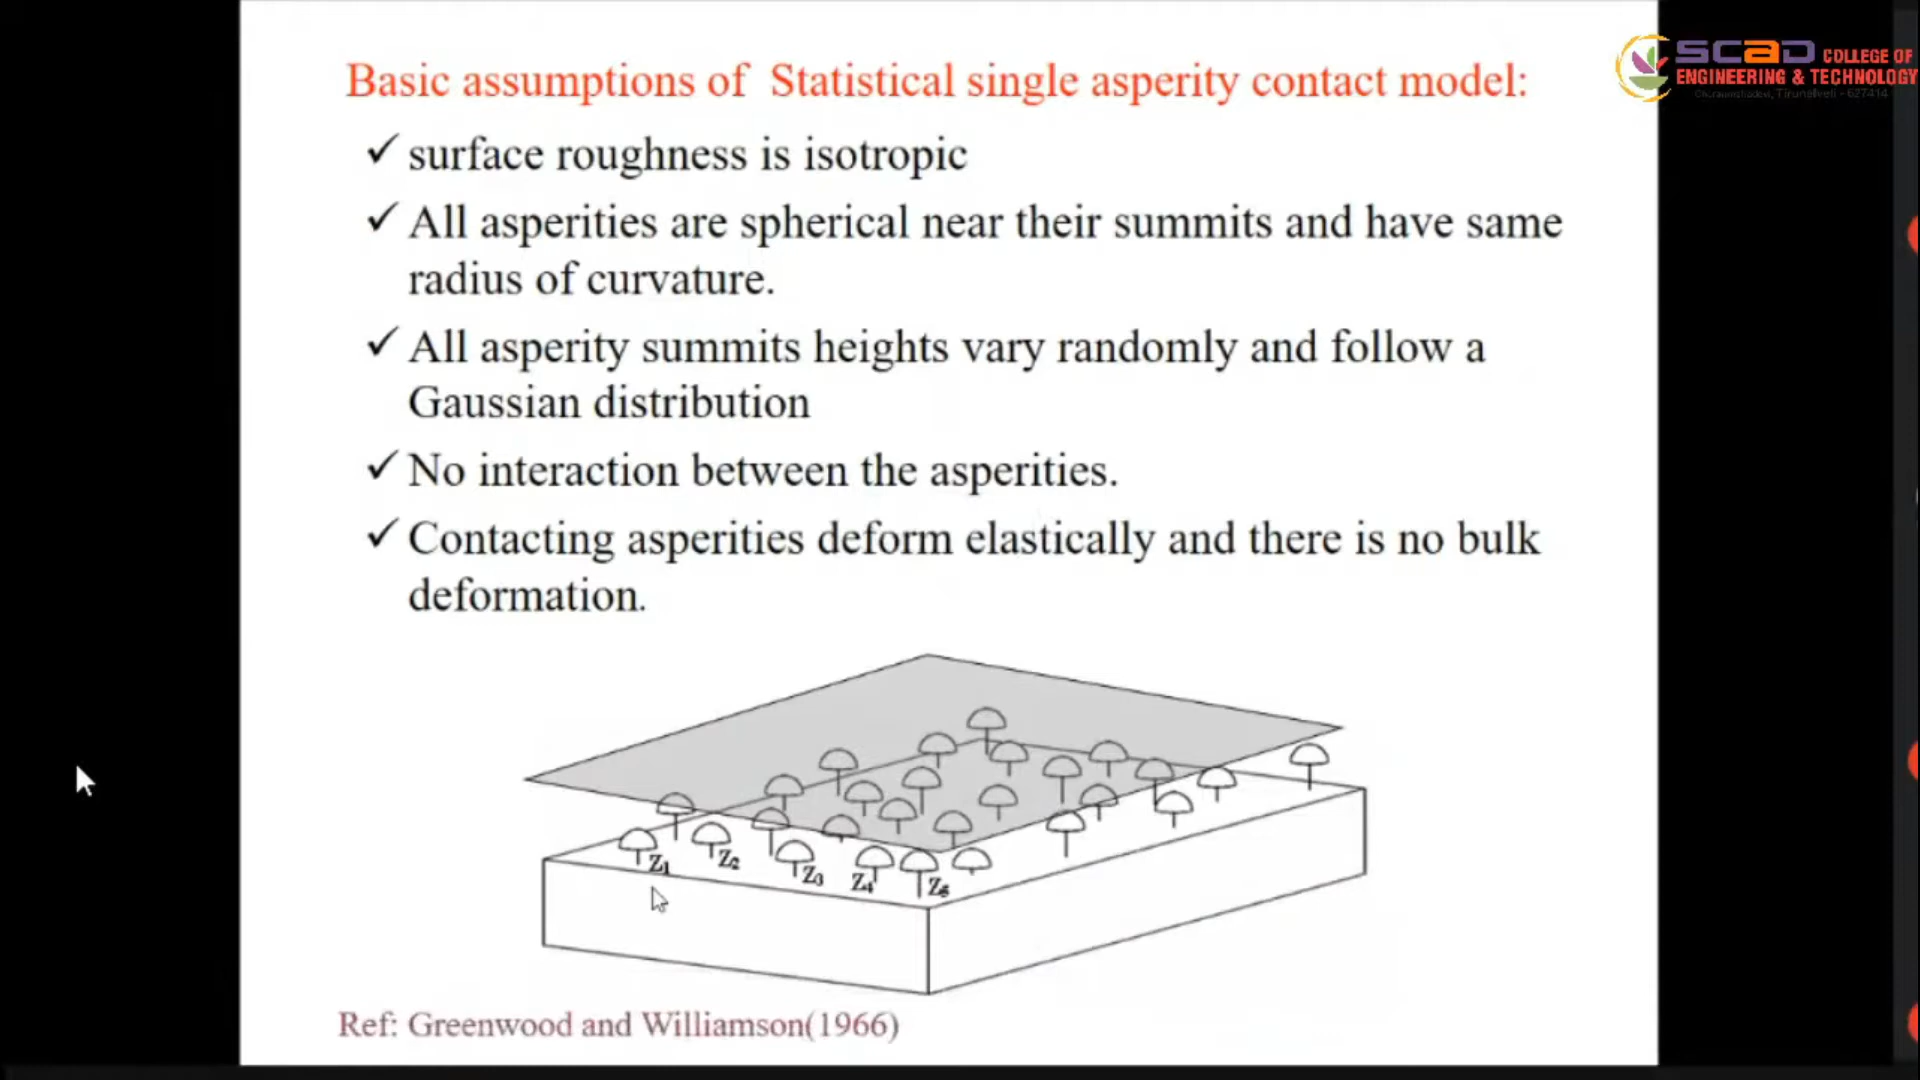 Basic assumptions of Statistical single asperity contact model:
SCAD COLLEGE OF
ENGINEERING & TECHNOLOGY
Tirunelveli - 627414
✓ surface roughness is isotropic
✓ All asperities are spherical near their summits and have same
radius of curvature.
✓ All asperity summits heights vary randomly and follow a
Gaussian distribution
✓ No interaction between the asperities.
✓ Contacting asperities deform elastically and there is no bulk
deformation.
Z1 Z2 Z3 Z4
Ref: Greenwood and Williamson(1966)